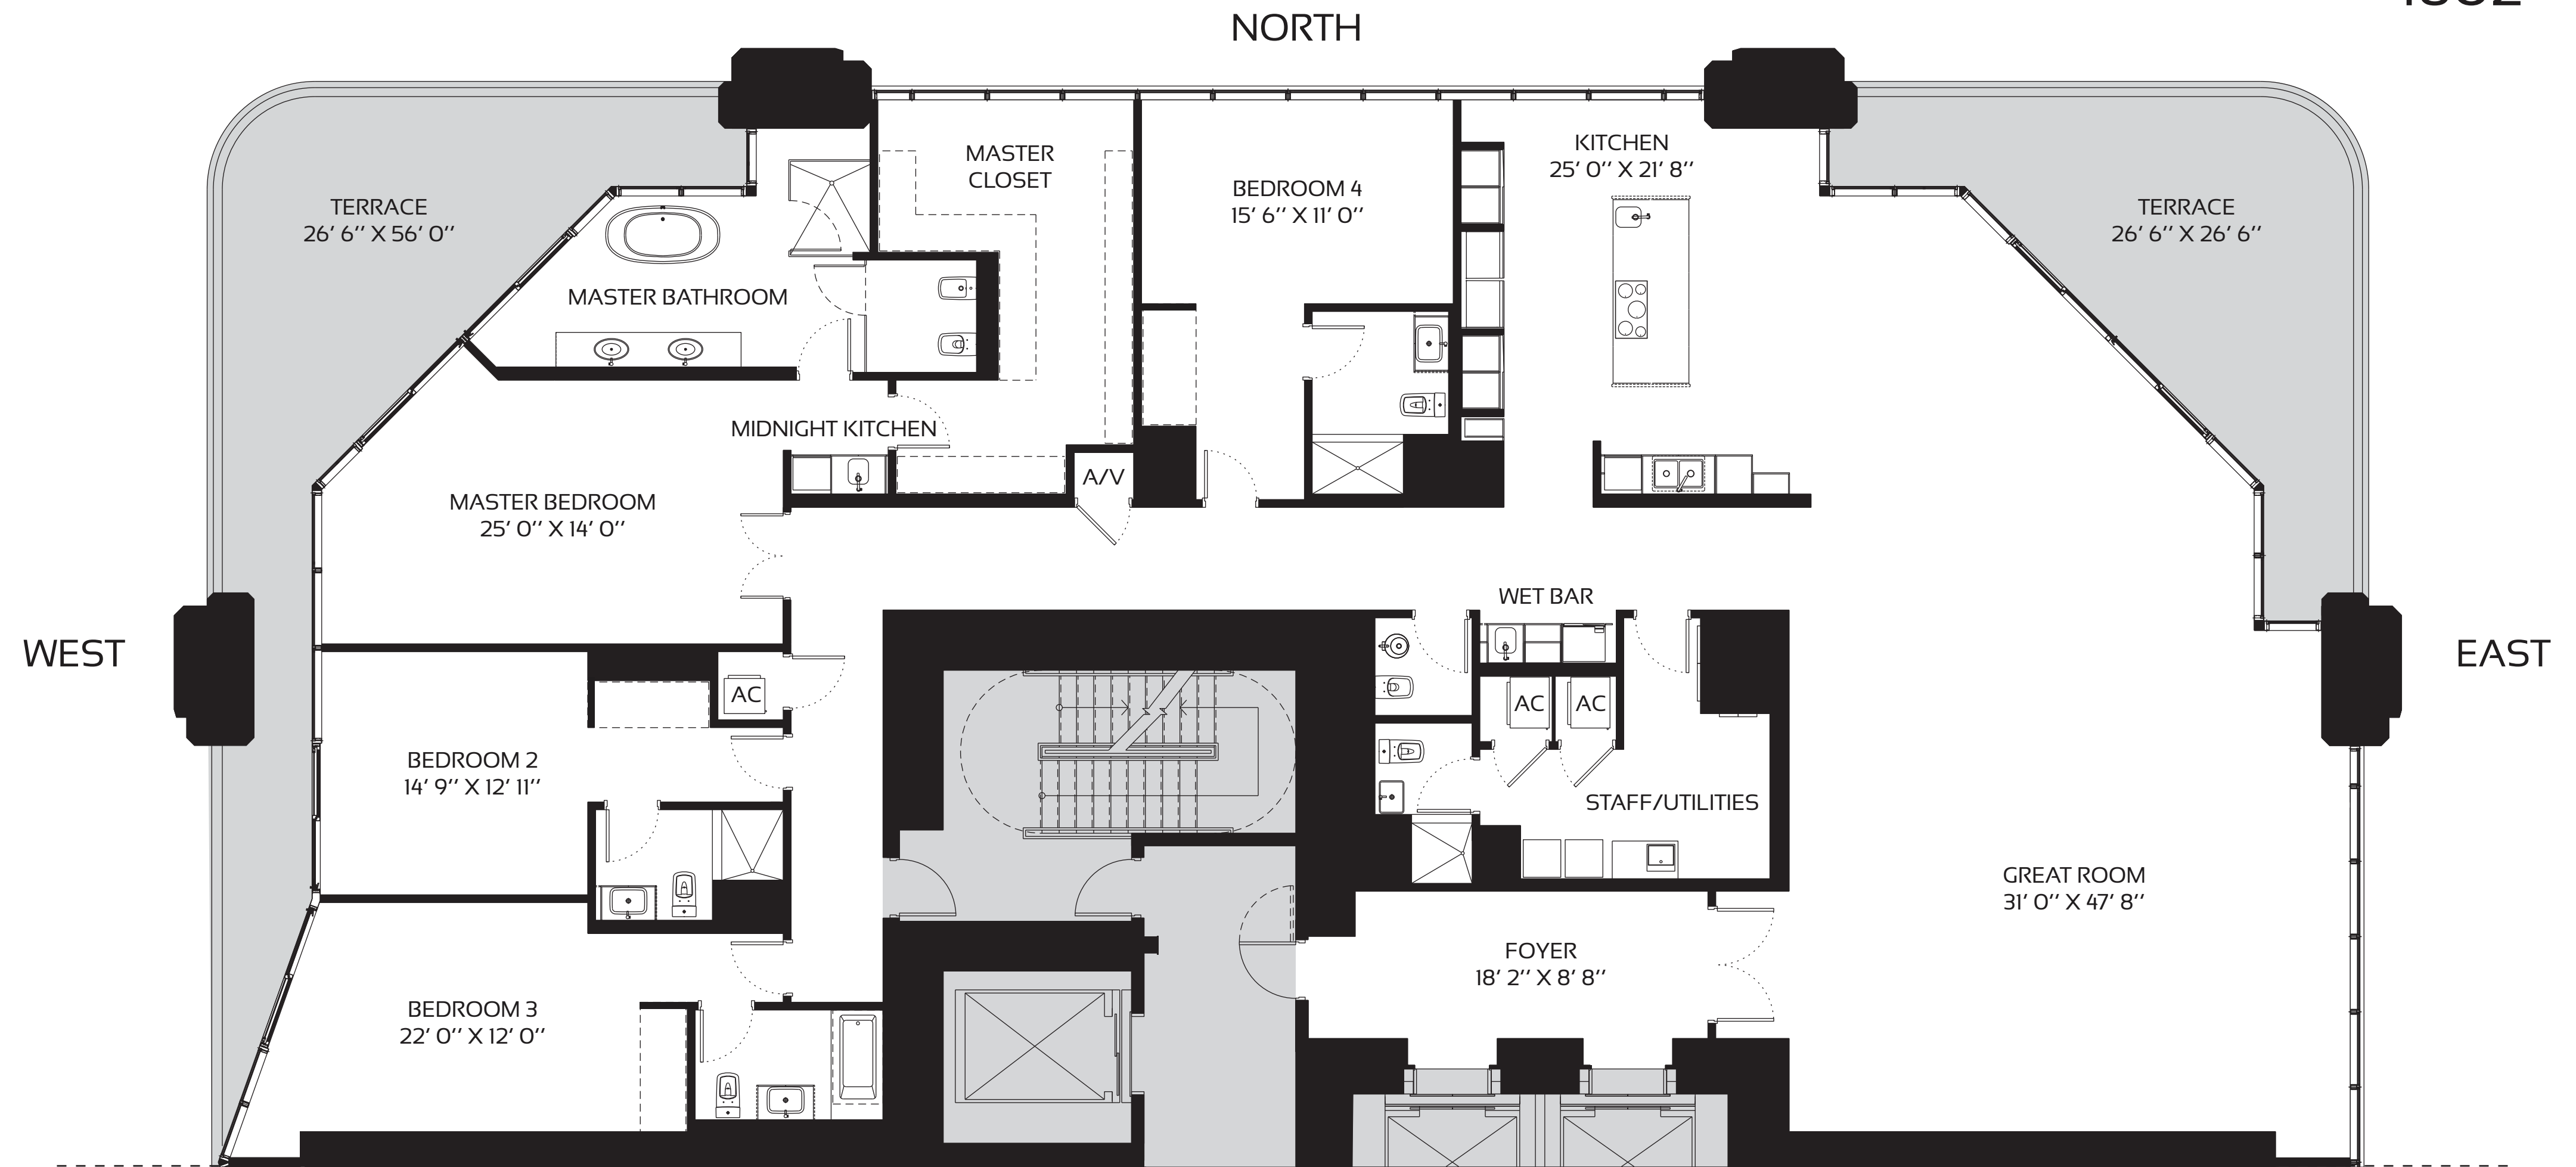 NORTH
MASTER
CLOSET
KITCHEN
25' 0'' X 21' 8''
BEDROOM 4
15' 6'' X 11' 0''
TERRACE
26' 6'' X 56' 0''
TERRACE
26' 6'' X 26' 6''
MASTER BATHROOM
MIDNIGHT KITCHEN
A/V
MASTER BEDROOM
25' 0'' X 14' 0''
WET BAR
WEST
EAST
AC
AC
AC
BEDROOM 2
14' 9'' X 12' 11''
STAFF/UTILITIES
GREAT ROOM
31' 0'' X 47' 8''
FOYER
18' 2'' X 8' 8''
BEDROOM 3
22' 0'' X 12' 0''